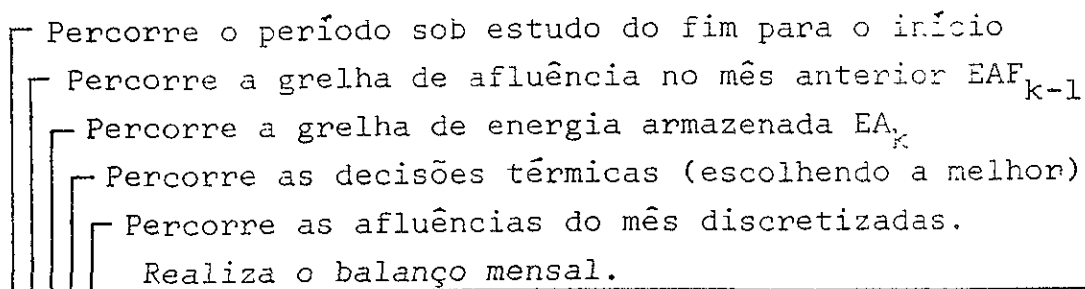 Percorre o período sob estudo do fim para o início
Percorre a grelha de afluência no mês anterior EAF_{k-1}
Percorre a grelha de energia armazenada EA_k
Percorre as decisões térmicas (escolhendo a melhor)
Percorre as afluências do mês discretizadas.
Realiza o balanço mensal.